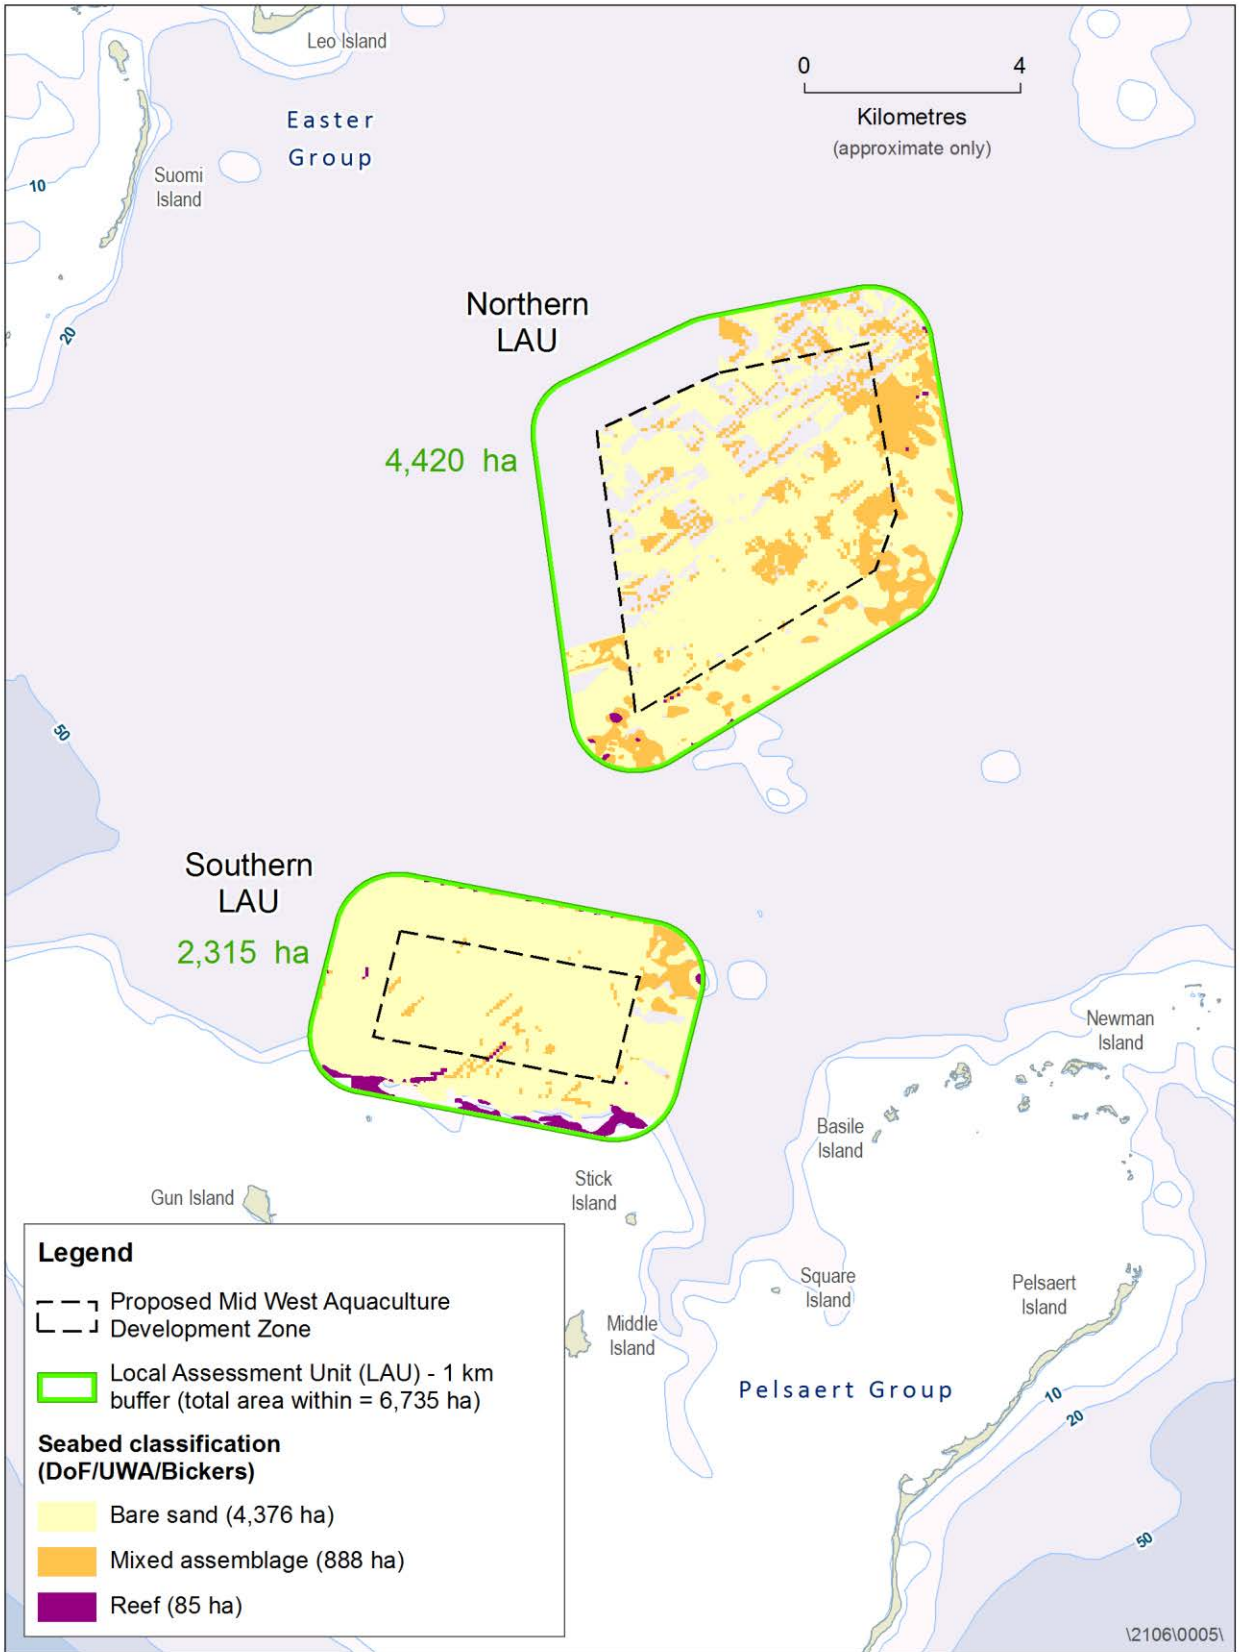 Leo Island
0 4
Kilometres
(approximate only)
Easter
Group
10
Suomi
Island
20
Northern
LAU
4,420 ha
50
Southern
LAU
2,315 ha
Newman
Island
Basile
Island
Stick
Island
Gun Island
Square
Island
Pelsaert
Island
Middle
Island
Pelsaert Group
10
20
50
Legend
Proposed Mid West Aquaculture
Development Zone
Local Assessment Unit (LAU) - 1 km
buffer (total area within = 6,735 ha)
Seabed classification
(DoF/UWA/Bickers)
Bare sand (4,376 ha)
Mixed assemblage (888 ha)
Reef (85 ha)
\2106\0005\